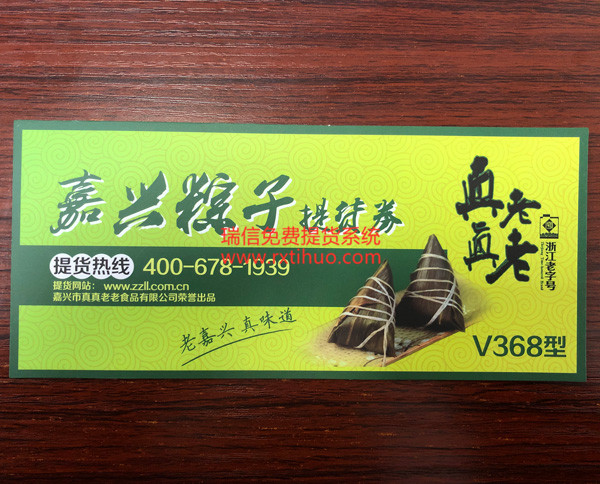 嘉兴粽子提货券
瑞信免费提货系统
www.rxtihuo.com
提货热线 400-678-1939
提货网站：www.zzll.com.cn
嘉兴市真真老老食品有限公司荣誉出品
老嘉兴 真味道
真真老老
浙江老字号
V368型